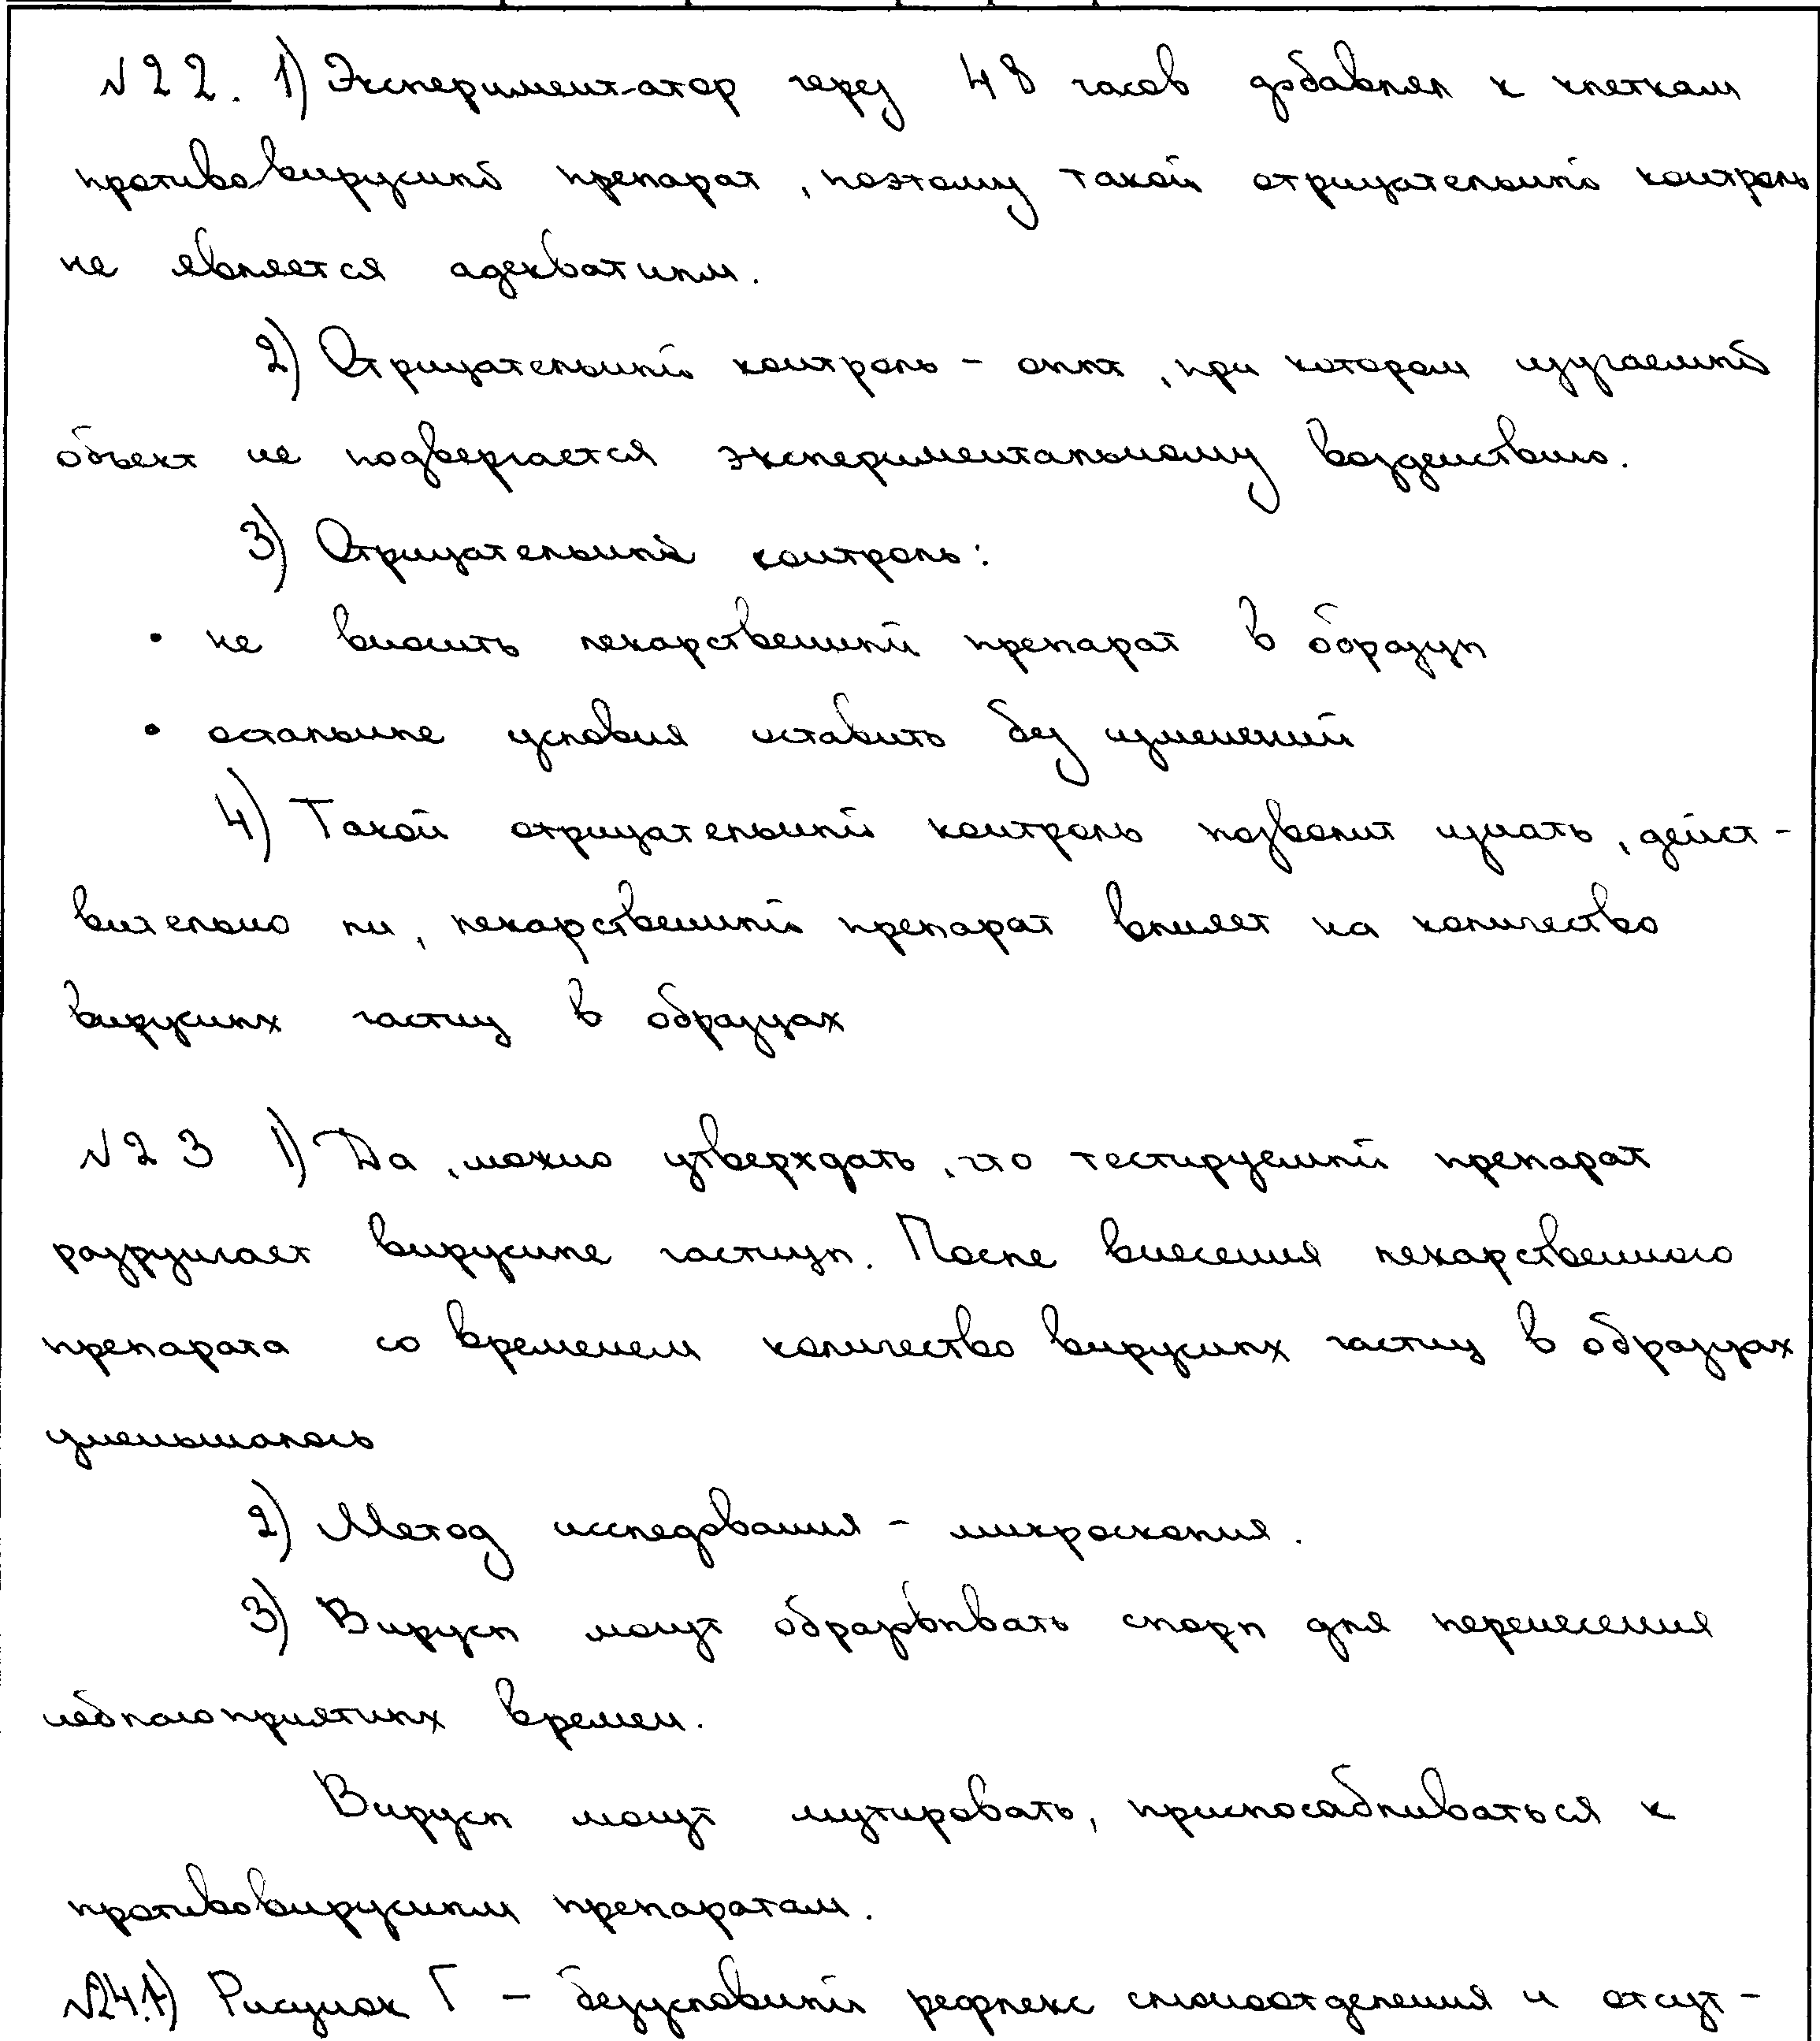 №22. 1) Экспериментатор через 48 часов добавлял к клеткам
противовирусный препарат, поэтому такой отрицательный контроль
не является адекватным.
2) Отрицательный контроль - опыт, при котором изучаемый
объект не подвергается экспериментальному воздействию.
3) Отрицательный контроль:
• не вносить лекарственный препарат в образцы
• остальные условия оставить без изменений
4) Такой отрицательный контроль позволит узнать, дейст-
вительно ли, лекарственный препарат влияет на количество
вирусных частиц в образцах
№23 1) Да, можно утверждать, что тестируемый препарат
разрушает вирусные частицы. После внесения лекарственного
препарата со временем количество вирусных частиц в образцах
уменьшалось
2) Метод исследования - микроскопия.
3) Вирусы могут образовывать споры для перенесения
неблагоприятных времен.
Вирусы могут мутировать, приспосабливаться к
противовирусным препаратам.
№24.1) Рисунок Г - безусловный рефлекс слюноотделения и отсут-